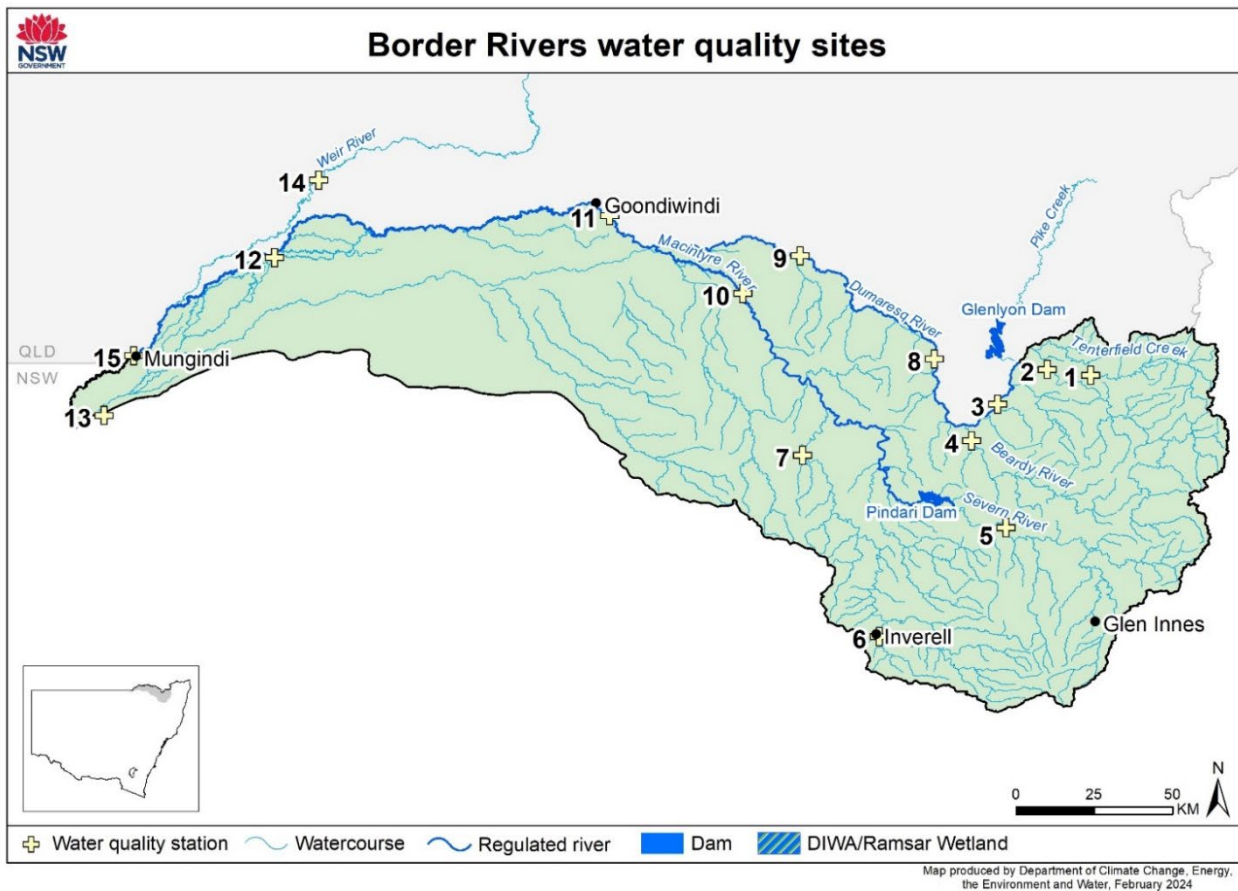 NSW
GOVERNMENT
Border Rivers water quality sites
Weir River
14
Goondiwindi
11
Macintyre River
9
Pike Creek
12
10
Dumaresq River
Glenlyon Dam
15
Mungindi
QLD
NSW
8
2
1
Tenterfield Creek
13
3
4
Beardy River
7
Pindari Dam
Severn River
5
6
Inverell
Glen Innes
N
0 25 50
KM
Water quality station
Watercourse
Regulated river
Dam
DIWA/Ramsar Wetland
Map produced by Department of Climate Change, Energy,
the Environment and Water, February 2024